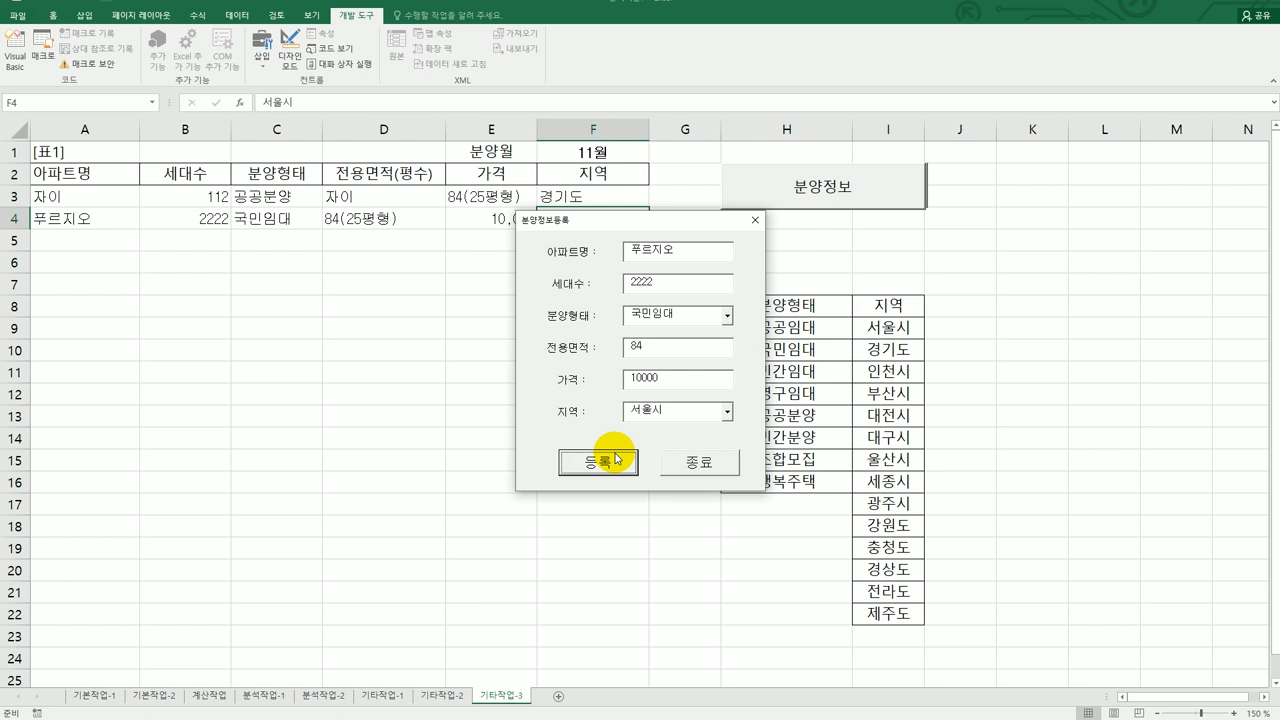 파일 홈 삽입 페이지 레이아웃 수식 데이터 검토 보기 개발 도구 수행할 작업을 알려 주세요. 공유
Visual Basic 매크로 매크로 기록 상대 참조로 기록 매크로 보안 코드
추가 기능 Excel 추가 기능 COM 추가 기능 추가 기능
삽입 디자인 모드 속성 코드 보기 대화 상자 실행 컨트롤
원본 맵 속성 확장 팩 데이터 새로 고침 가져오기 내보내기 XML
F4 fx 서울시
A B C D E F G H I J K L M N
1 [표1] 분양월 11월
2 아파트명 세대수 분양형태 전용면적(평수) 가격 지역
분양정보
3 자이 112 공공분양 자이 84(25평형) 경기도
4 푸르지오 2222 국민임대 84(25평형)
5
6
7
8 분양형태 지역
9 공공임대 서울시
10 국민임대 경기도
11 민간임대 인천시
12 영구임대 부산시
13 공공분양 대전시
14 민간분양 대구시
15 조합모집 울산시
16 행복주택 세종시
17 광주시
18 강원도
19 충청도
20 경상도
21 전라도
22 제주도
23
24
25
분양정보등록
아파트명 : 푸르지오
세대수 : 2222
분양형태 : 국민임대
전용면적 : 84
가격 : 10000
지역 : 서울시
등록 종료
기본작업-1 기본작업-2 계산작업 분석작업-1 분석작업-2 기타작업-1 기타작업-2 기타작업-3
준비 150 %